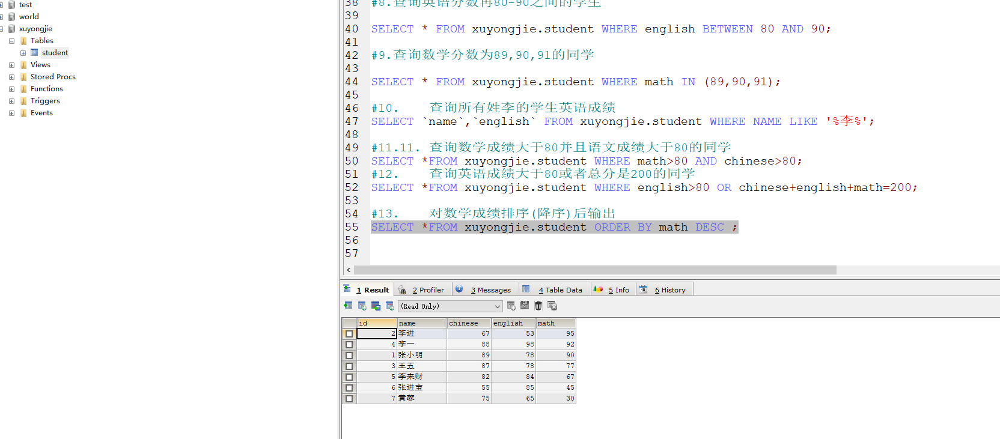 test
world
xuyongjie
Tables
student
Views
Stored Procs
Functions
Triggers
Events
38 #8.查询英语分数再80-90之间的学生
39
40 SELECT * FROM xuyongjie.student WHERE english BETWEEN 80 AND 90;
41
42 #9.查询数学分数为89,90,91的同学
43
44 SELECT * FROM xuyongjie.student WHERE math IN (89,90,91);
45
46 #10. 查询所有姓李的学生英语成绩
47 SELECT `name`,`english` FROM xuyongjie.student WHERE NAME LIKE '%李%';
48
49 #11.11. 查询数学成绩大于80并且语文成绩大于80的同学
50 SELECT *FROM xuyongjie.student WHERE math>80 AND chinese>80;
51 #12. 查询英语成绩大于80或者总分是200的同学
52 SELECT *FROM xuyongjie.student WHERE english>80 OR chinese+english+math=200;
53
54 #13. 对数学成绩排序(降序)后输出
55 SELECT *FROM xuyongjie.student ORDER BY math DESC ;
56
57
1 Result 2 Profiler 3 Messages 4 Table Data 5 Info 6 History
(Read Only)
id name chinese english math
2 李进 67 53 95
4 李一 88 98 92
1 张小明 89 78 90
3 王五 87 78 77
5 李来财 82 84 67
6 张进宝 55 85 45
7 黄蓉 75 65 30